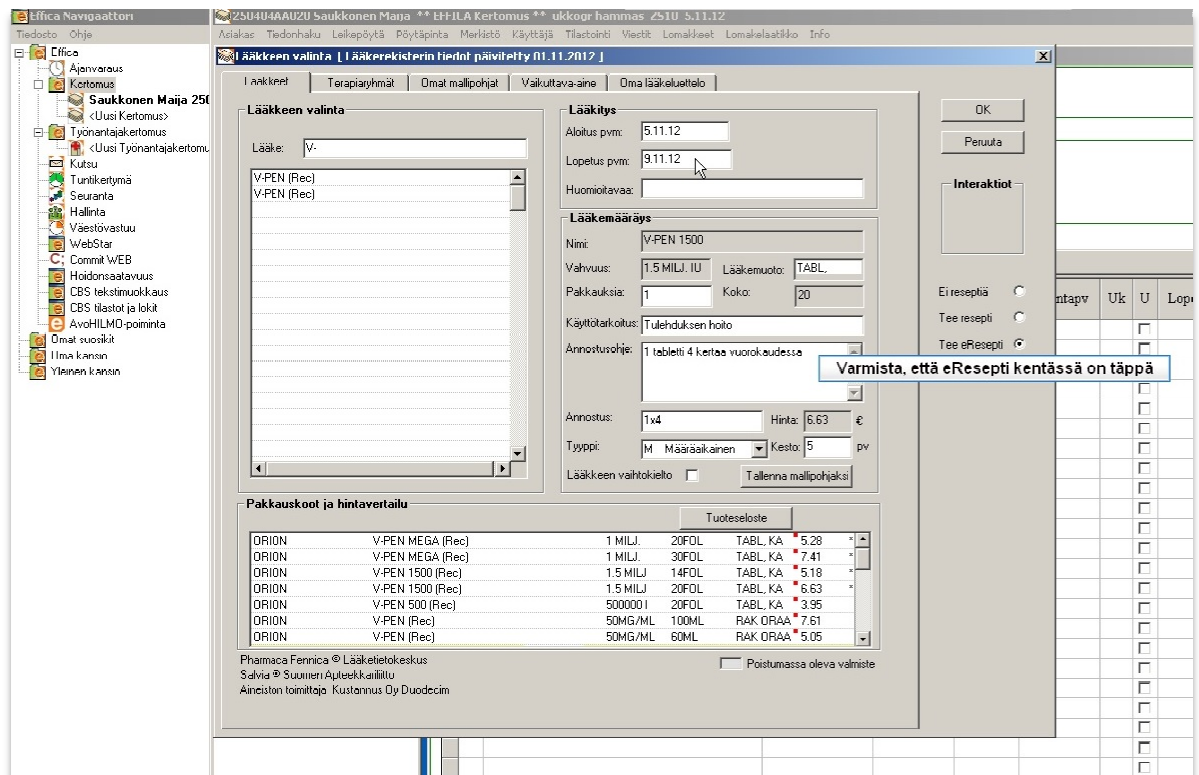 Effica Navigaattori
Tiedosto Ohje
Effica
Ajanvaraus
Kertomus
Saukkonen Maija 250
<Uusi Kertomus>
Työnantajakertomus
<Uusi Työnantajakertomu
Kutsu
Tuntikertymä
Seuranta
Hallinta
Väestövastuu
WebStar
Commit WEB
Hoidonsaatavuus
CBS tekstimuokkaus
CBS tilastot ja lokit
AvoHILMO-poiminta
Omat suosikit
Oma kansio
Yleinen kansio
250404AA020 Saukkonen Maija ** EFFICA Kertomus ** ukkogr hammas 2510 5.11.12
Asiakas Tiedonhaku Leikepöytä Pöytäpinta Merkistö Käyttäjä Tilastointi Viestit Lomakkeet Lomakelaatikko Info
Lääkkeen valinta [ Lääkerekisterin tiedot päivitetty 01.11.2012 ]
X
Lääkkeet Terapiaryhmät Omat mallipohjat Vaikuttava-aine Oma lääkeluettelo
Lääkkeen valinta
Lääke: V-
V-PEN (Rec)
V-PEN (Rec)
Lääkitys
Aloitus pvm: 5.11.12
Lopetus pvm: 9.11.12
Huomioitavaa:
Lääkemääräys
Nimi: V-PEN 1500
Vahvuus: 1.5 MILJ. IU Lääkemuoto: TABL,
Pakkauksia: 1 Koko: 20
Käyttötarkoitus: Tulehduksen hoito
Annostusohje: 1 tabletti 4 kertaa vuorokaudessa
Annostus: 1x4 Hinta: 6.63 €
Tyyppi: M Määräaikainen Kesto: 5 pv
Lääkkeen vaihtokielto Tallenna mallipohjaksi
OK
Peruuta
Interaktiot
Ei reseptiä
Tee resepti
Tee eResepti
Varmista, että eResepti kentässä on täppä
ntapv Uk U Lop
Pakkauskoot ja hintavertailu
Tuoteseloste
ORION V-PEN MEGA (Rec) 1 MILJ. 20FOL TABL, KA 5.28 *
ORION V-PEN MEGA (Rec) 1 MILJ. 30FOL TABL, KA 7.41 *
ORION V-PEN 1500 (Rec) 1.5 MILJ 14FOL TABL, KA 5.18 *
ORION V-PEN 1500 (Rec) 1.5 MILJ 20FOL TABL, KA 6.63 *
ORION V-PEN 500 (Rec) 500000 I 20FOL TABL, KA 3.95
ORION V-PEN (Rec) 50MG/ML 100ML RAK ORAA 7.61
ORION V-PEN (Rec) 50MG/ML 60ML RAK ORAA 5.05
Pharmaca Fennica © Lääketietokeskus
Salvia ® Suomen Apteekkariliitto
Aineiston toimittaja Kustannus Oy Duodecim
Poistumassa oleva valmiste